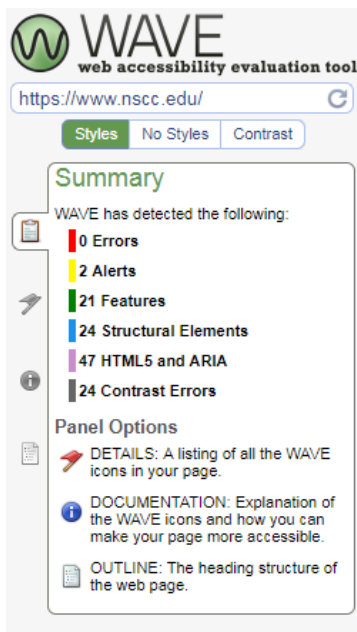 WAVE
web accessibility evaluation tool
https://www.nscc.edu/
Styles No Styles Contrast
Summary
WAVE has detected the following:
0 Errors
2 Alerts
21 Features
24 Structural Elements
47 HTML5 and ARIA
24 Contrast Errors
Panel Options
DETAILS: A listing of all the WAVE
icons in your page.
DOCUMENTATION: Explanation of
the WAVE icons and how you can
make your page more accessible.
OUTLINE: The heading structure of
the web page.